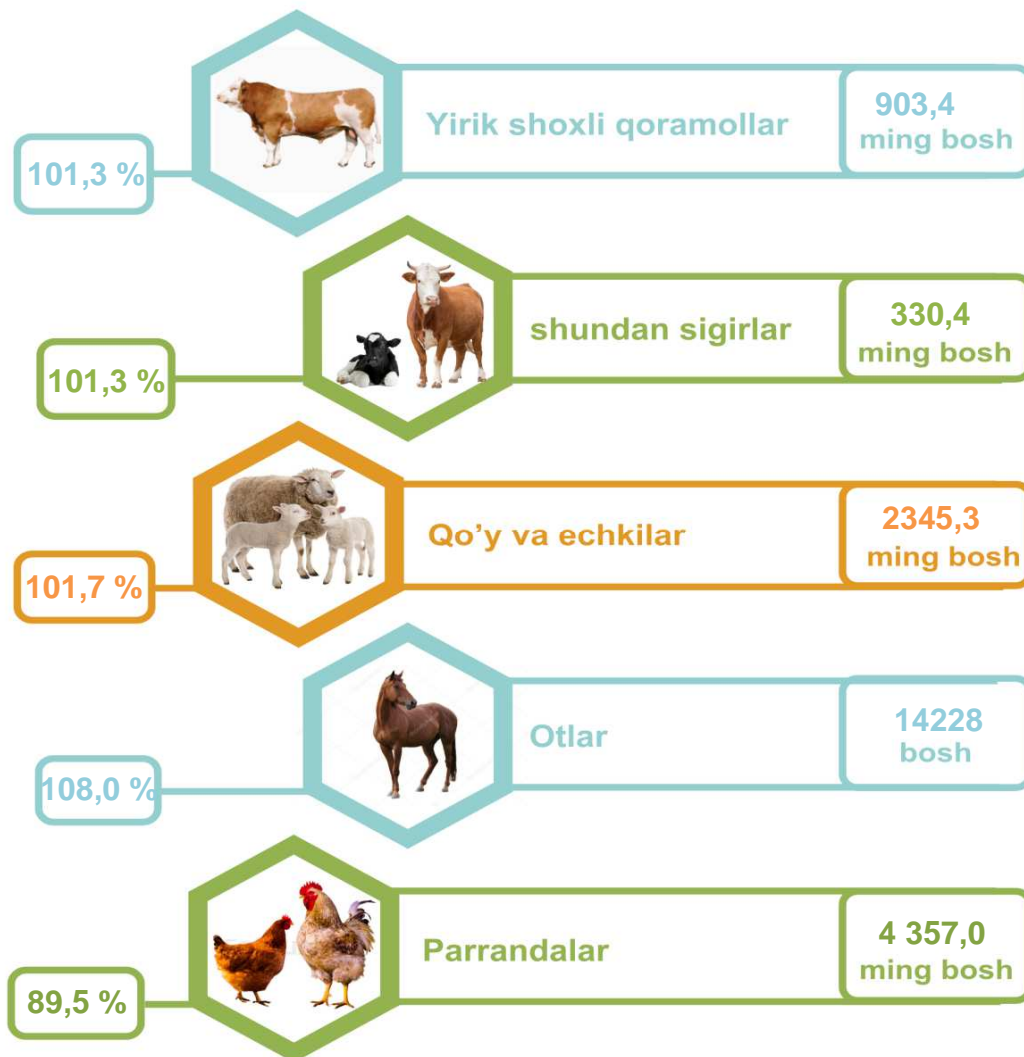 Yirik shoxli qoramollar
903,4
ming bosh
101,3 %
shundan sigirlar
330,4
ming bosh
101,3 %
Qo’y va echkilar
2345,3
ming bosh
101,7 %
Otlar
14228
bosh
108,0 %
Parrandalar
4 357,0
ming bosh
89,5 %